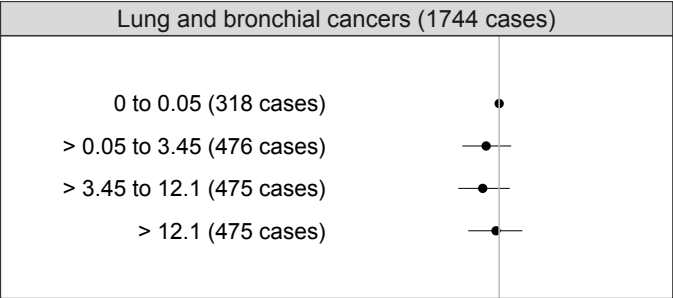 Lung and bronchial cancers (1744 cases)
0 to 0.05 (318 cases)
> 0.05 to 3.45 (476 cases)
> 3.45 to 12.1 (475 cases)
> 12.1 (475 cases)